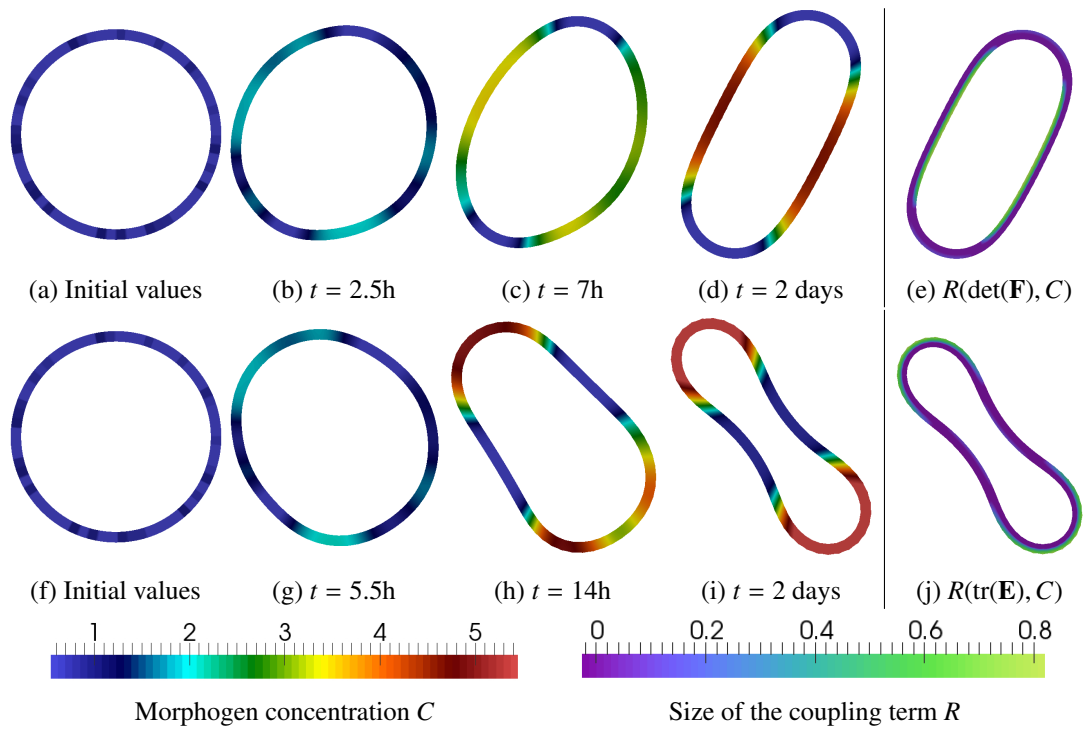 (a) Initial values (b) t = 2.5h (c) t = 7h (d) t = 2 days (e) R(det(F), C)
(f) Initial values (g) t = 5.5h (h) t = 14h (i) t = 2 days (j) R(tr(E), C)
1 2 3 4 5 0 0.2 0.4 0.6 0.8
Morphogen concentration C Size of the coupling term R